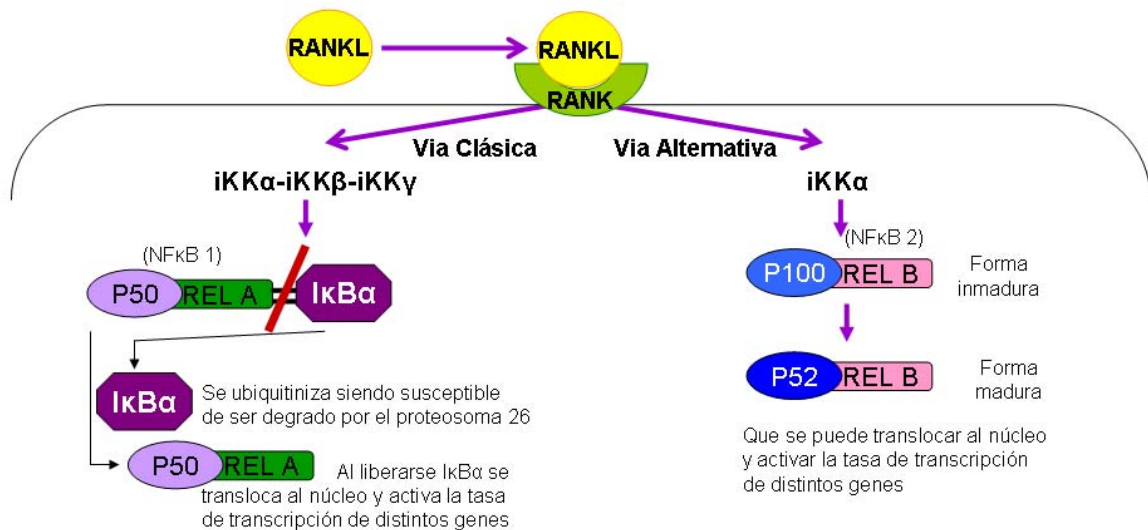 RANKL
RANKL
RANK
Via Clásica
Via Alternativa
iKKα-iKKβ-iKKγ
iKKα
(NFκB 1)
P50
REL A
IκBα
(NFκB 2)
P100
REL B
Forma
inmadura
IκBα
Se ubiquitiniza siendo susceptible
de ser degrado por el proteosoma 26
P52
REL B
Forma
madura
P50
REL A
Al liberarse IκBα se
transloca al núcleo y activa la tasa
de transcripción de distintos genes
Que se puede translocar al núcleo
y activar la tasa de transcripción
de distintos genes